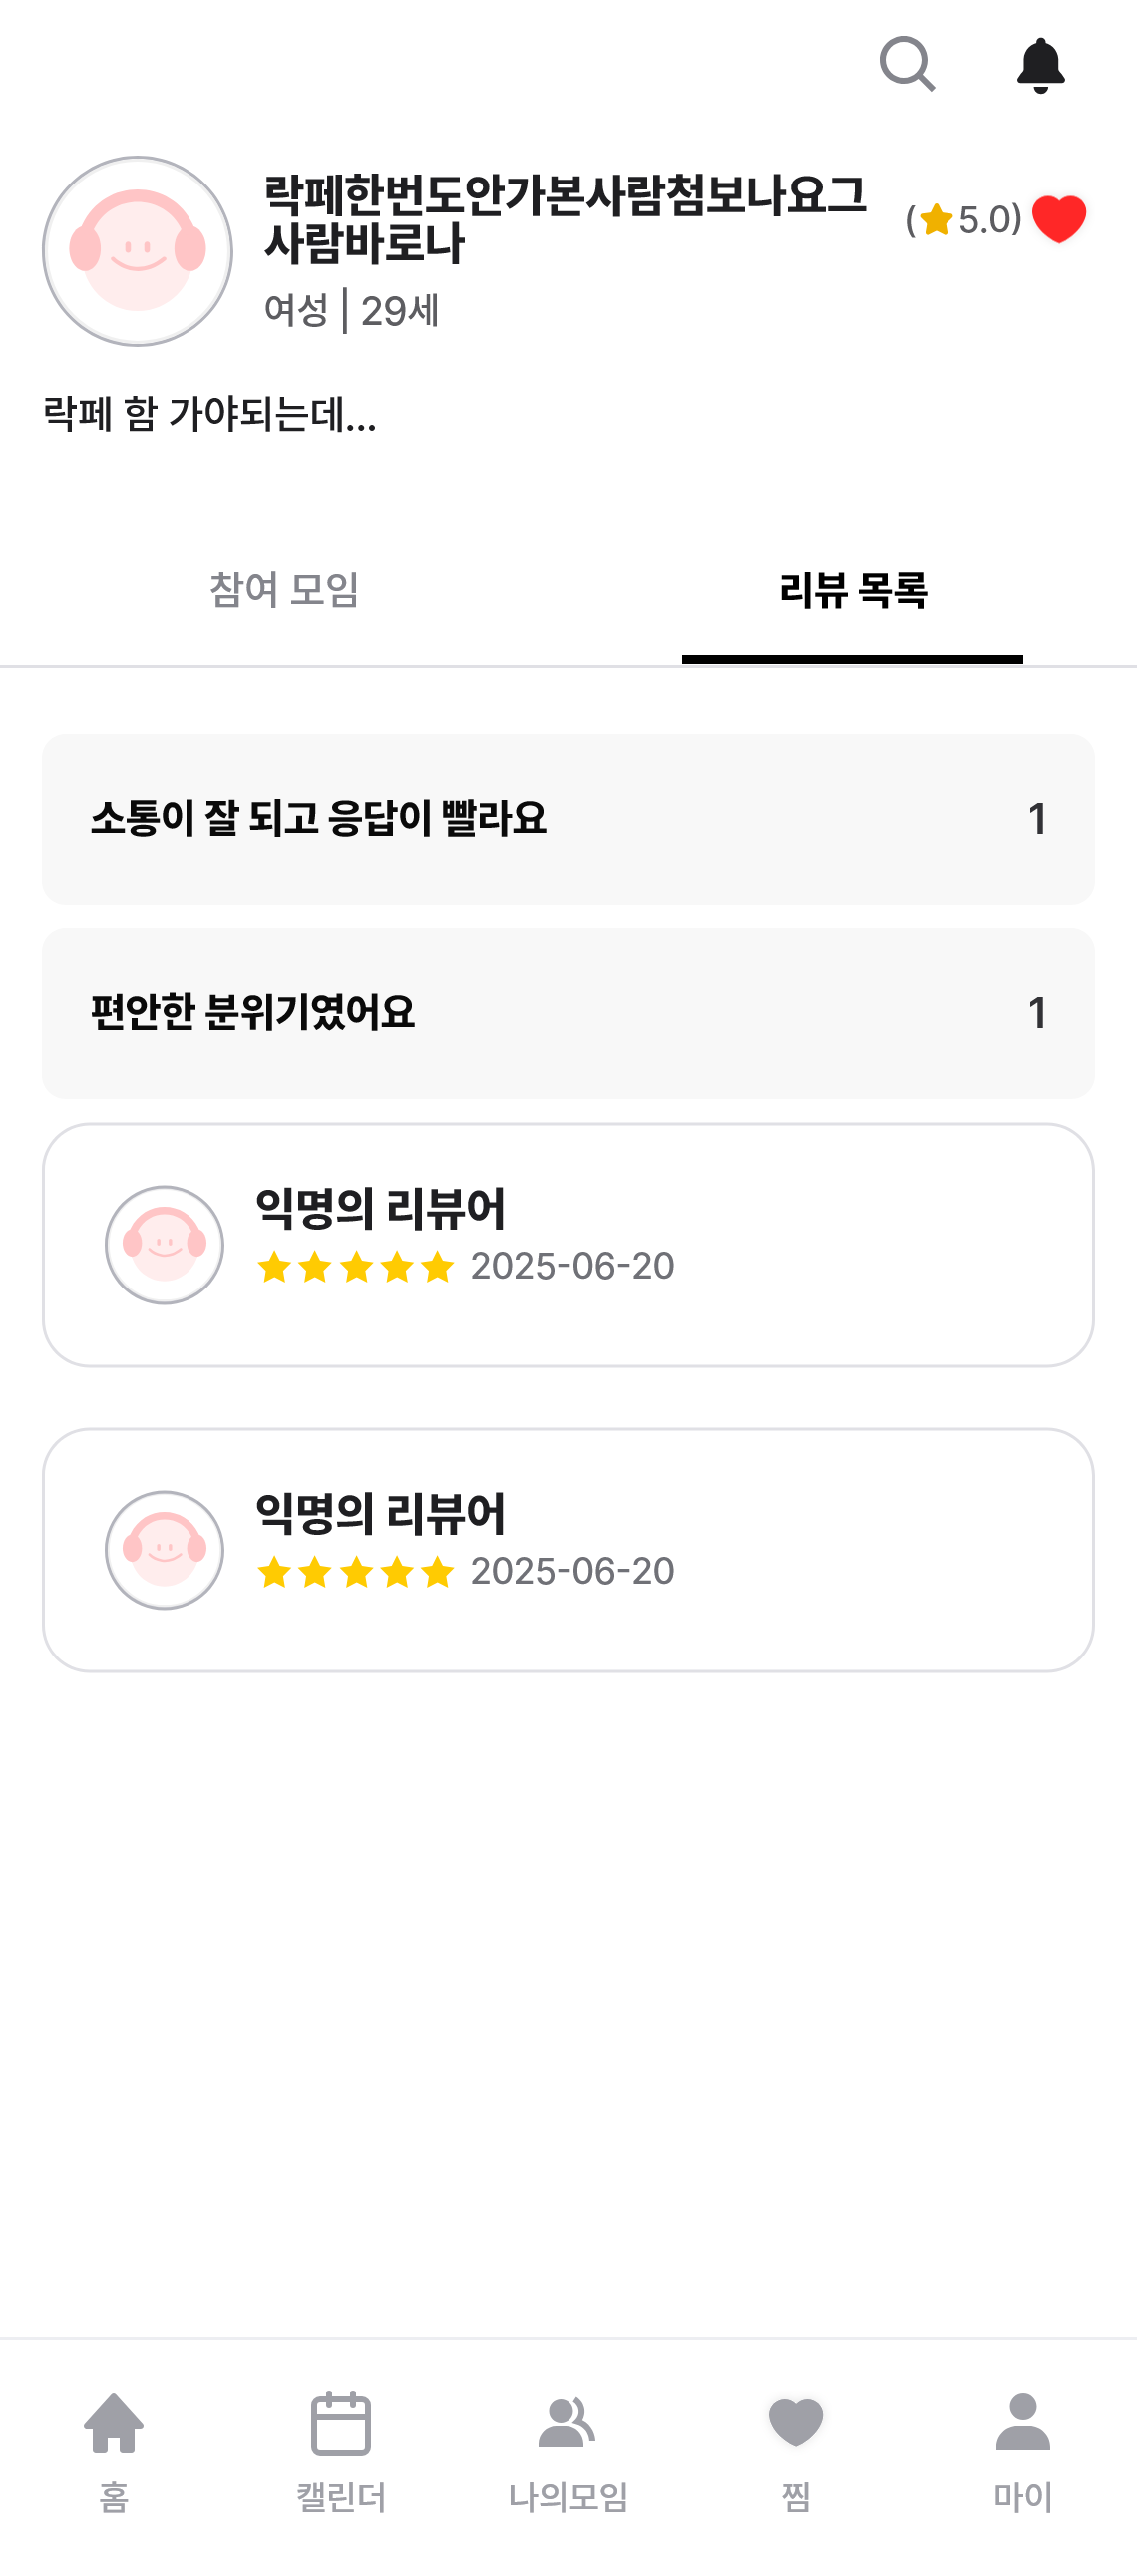 락페한번도안가본사람첨보나요그
사람바로나
(5.0)
여성 | 29세
락페 함 가야되는데...
참여 모임
리뷰 목록
소통이 잘 되고 응답이 빨라요
1
편안한 분위기였어요
1
익명의 리뷰어
2025-06-20
익명의 리뷰어
2025-06-20
홈
캘린더
나의모임
찜
마이